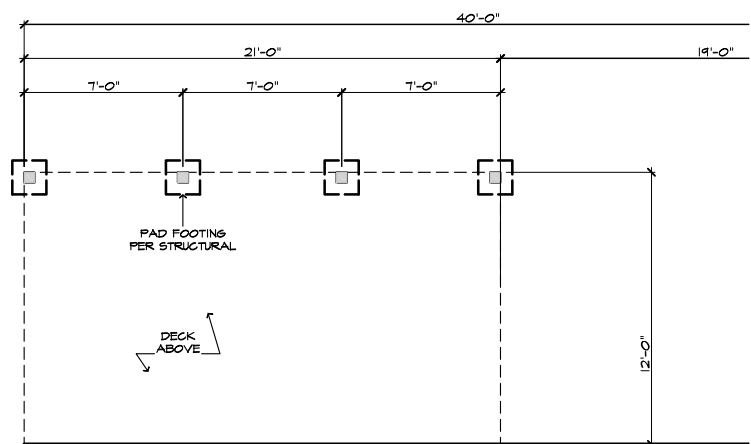 40'-0"
21'-0"
19'-0"
7'-0"
7'-0"
7'-0"
PAD FOOTING
PER STRUCTURAL
DECK
ABOVE
12'-0"